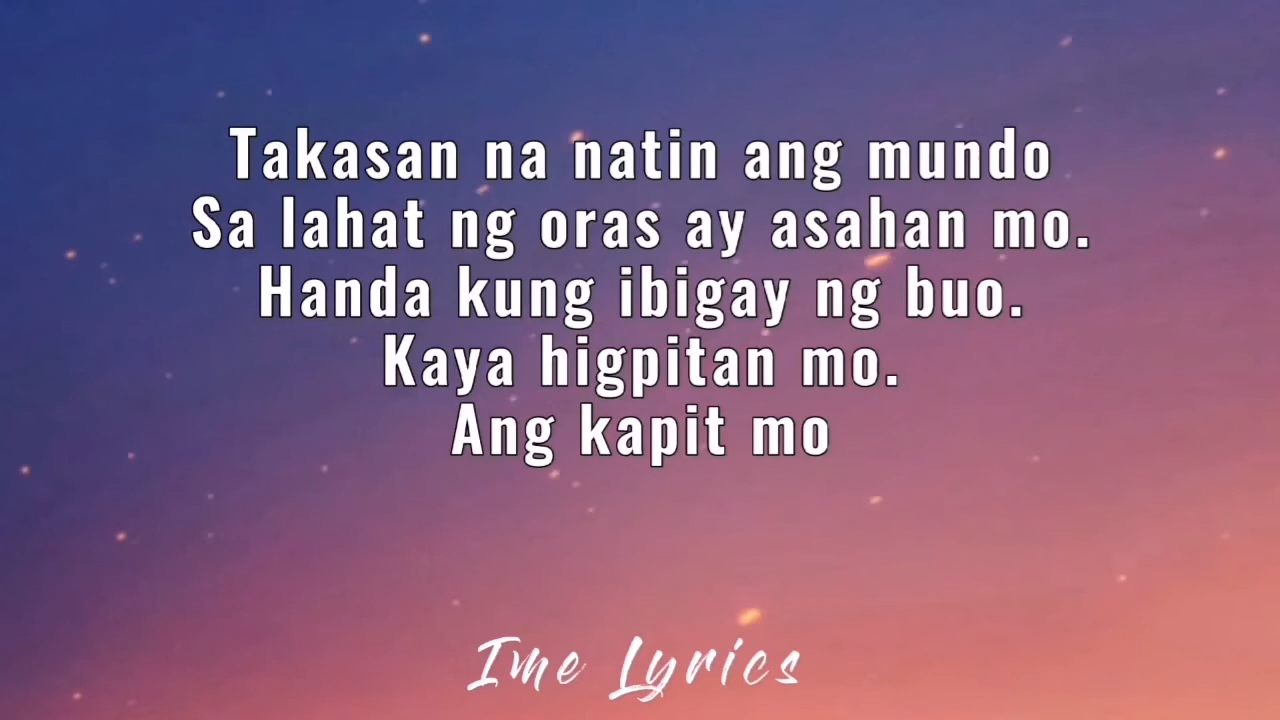 Takasan na natin ang mundo
Sa lahat ng oras ay asahan mo.
Handa kung ibigay ng buo.
Kaya higpitan mo.
Ang kapit mo
Ime Lyrics